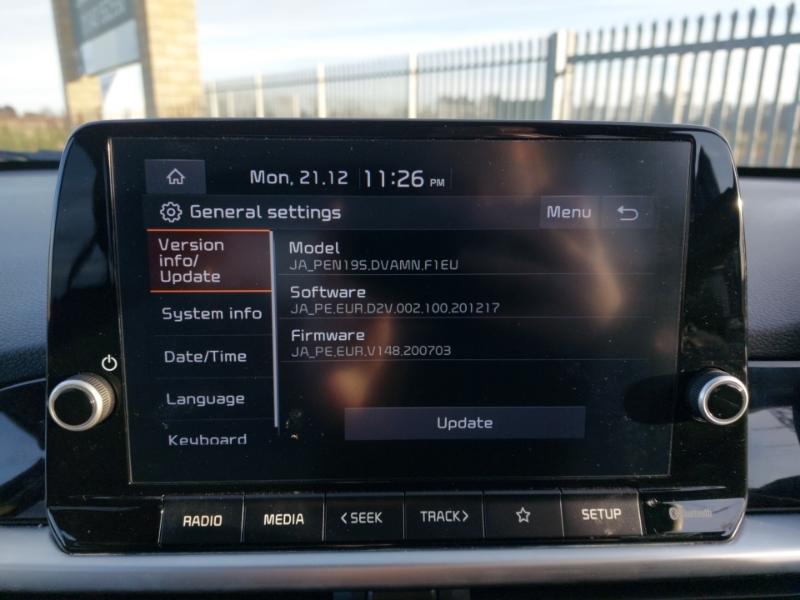 Mon, 21.12 11:26 PM
General settings Menu
Version
info/
Update
System info
Date/Time
Language
Keyboard
Model
JA_PEN195.DVAMN.F1EU
Software
JA_PE.EUR.D2V.002.100.201217
Firmware
JA_PE.EUR.V148.200703
Update
RADIO MEDIA <SEEK TRACK> SETUP Bluetooth